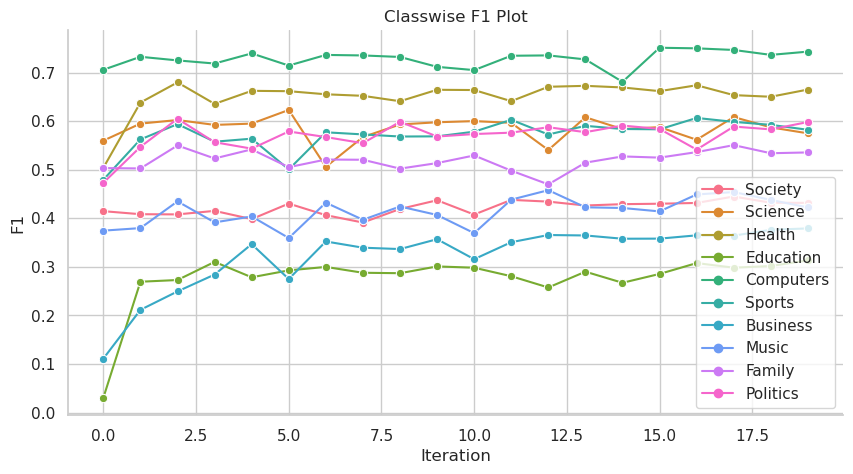 Classwise F1 Plot
F1
0.7
0.6
0.5
0.4
0.3
0.2
0.1
0.0
0.0 2.5 5.0 7.5 10.0 12.5 15.0 17.5
Iteration
Society
Science
Health
Education
Computers
Sports
Business
Music
Family
Politics